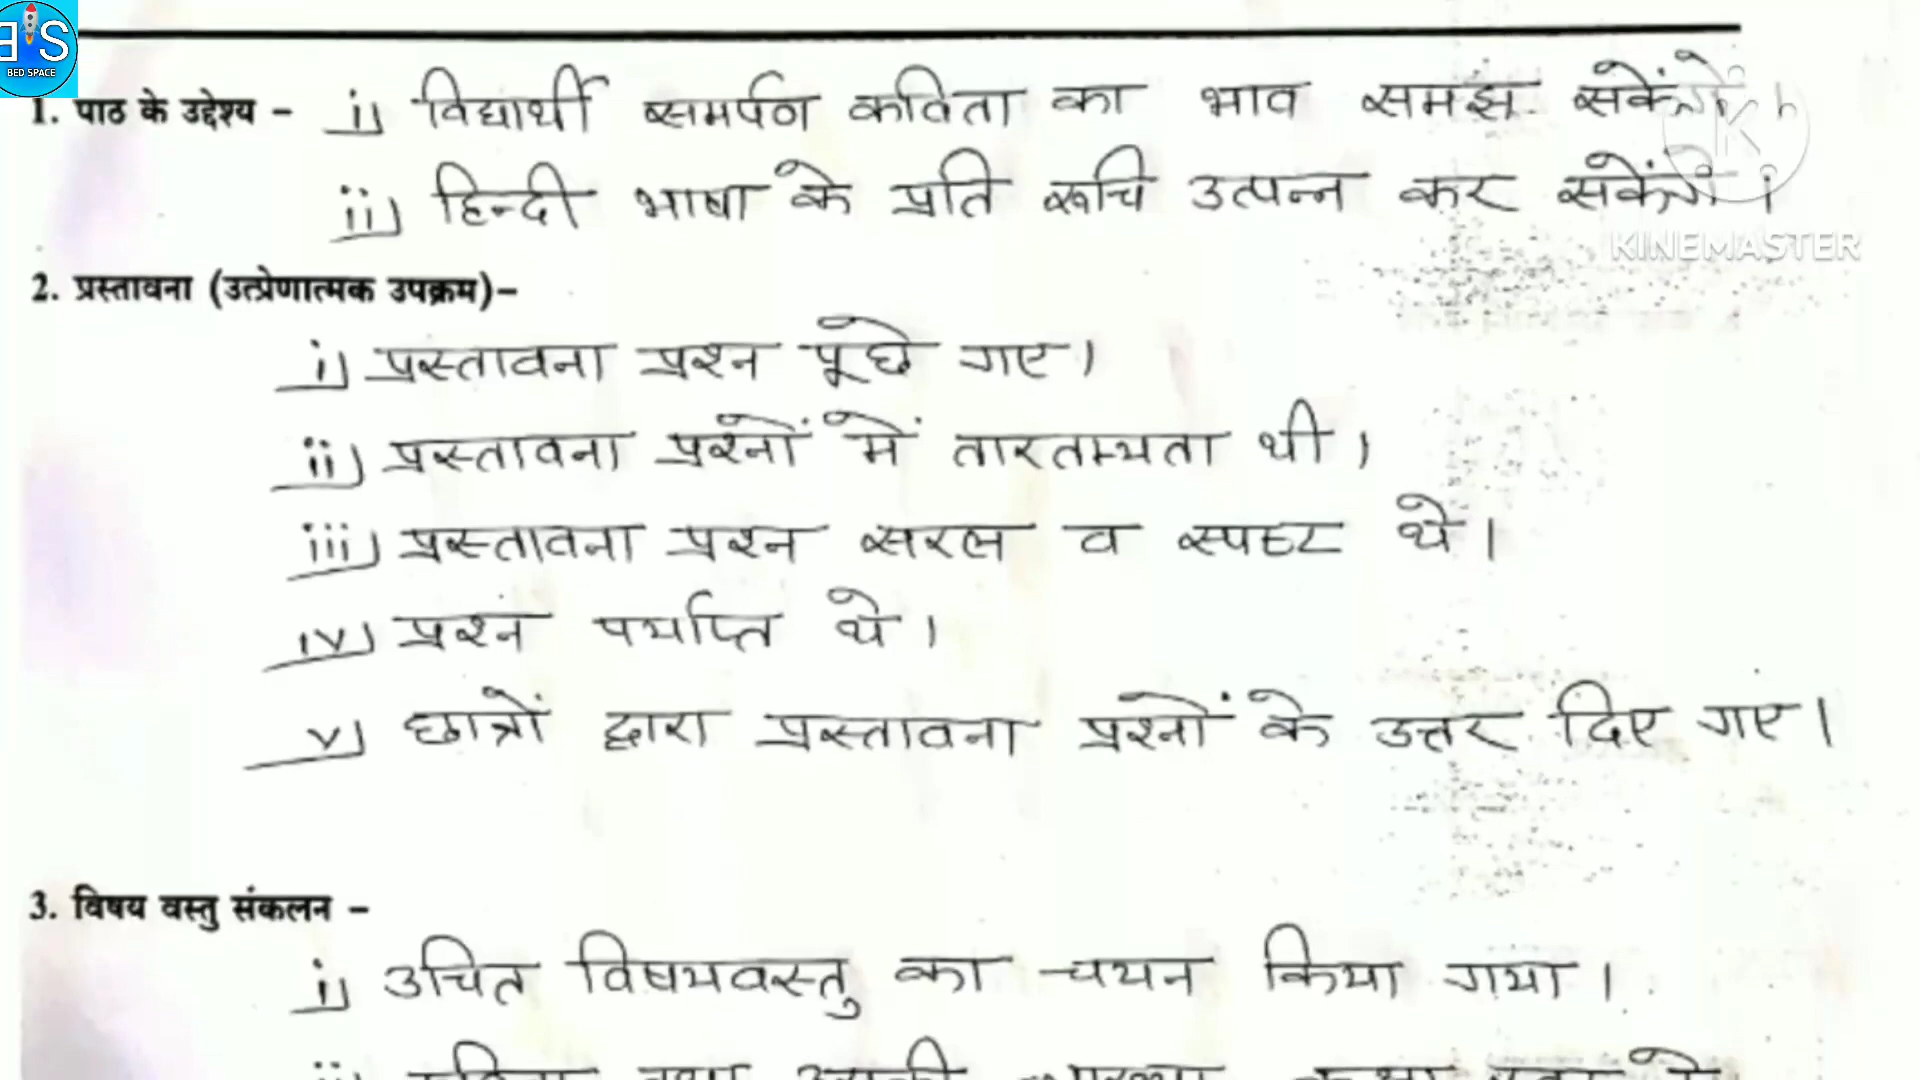 BED SPACE
1. पाठ के उद्देश्य - i) विद्यार्थी समर्पण कविता का भाव समझ सकेंगे।
ii) हिन्दी भाषा के प्रति रूचि उत्पन्न कर सकेंगे।
KINEMASTER
2. प्रस्तावना (उत्प्रेणात्मक उपक्रम)-
i) प्रस्तावना प्रश्न पूछे गए।
ii) प्रस्तावना प्रश्नों में तारतम्यता थी।
iii) प्रस्तावना प्रश्न सरल व स्पष्ट थे।
iv) प्रश्न पर्याप्त थे।
v) छात्रों द्वारा प्रस्तावना प्रश्नों के उत्तर दिए गए।
3. विषय वस्तु संकलन -
i) उचित विषयवस्तु का चयन किया गया।